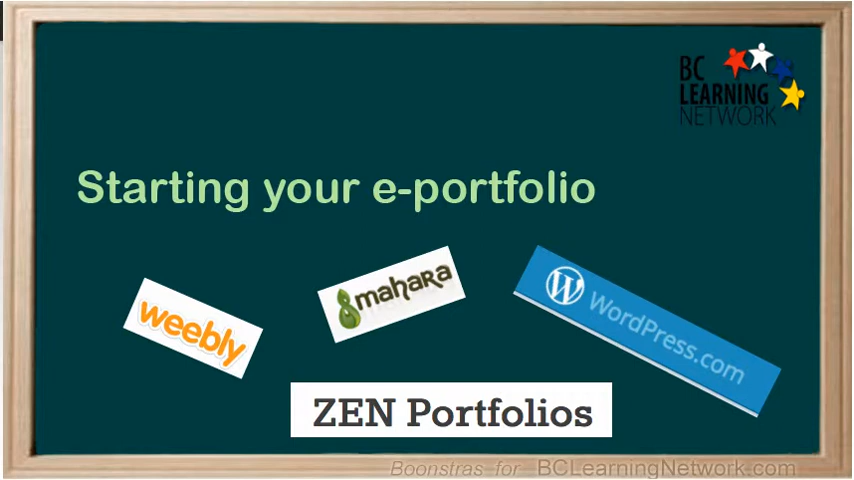 BC
LEARNING
NETWORK
Starting your e-portfolio
weebly
mahara
WordPress.com
ZEN Portfolios
Boonstras for BCLearningNetwork.com